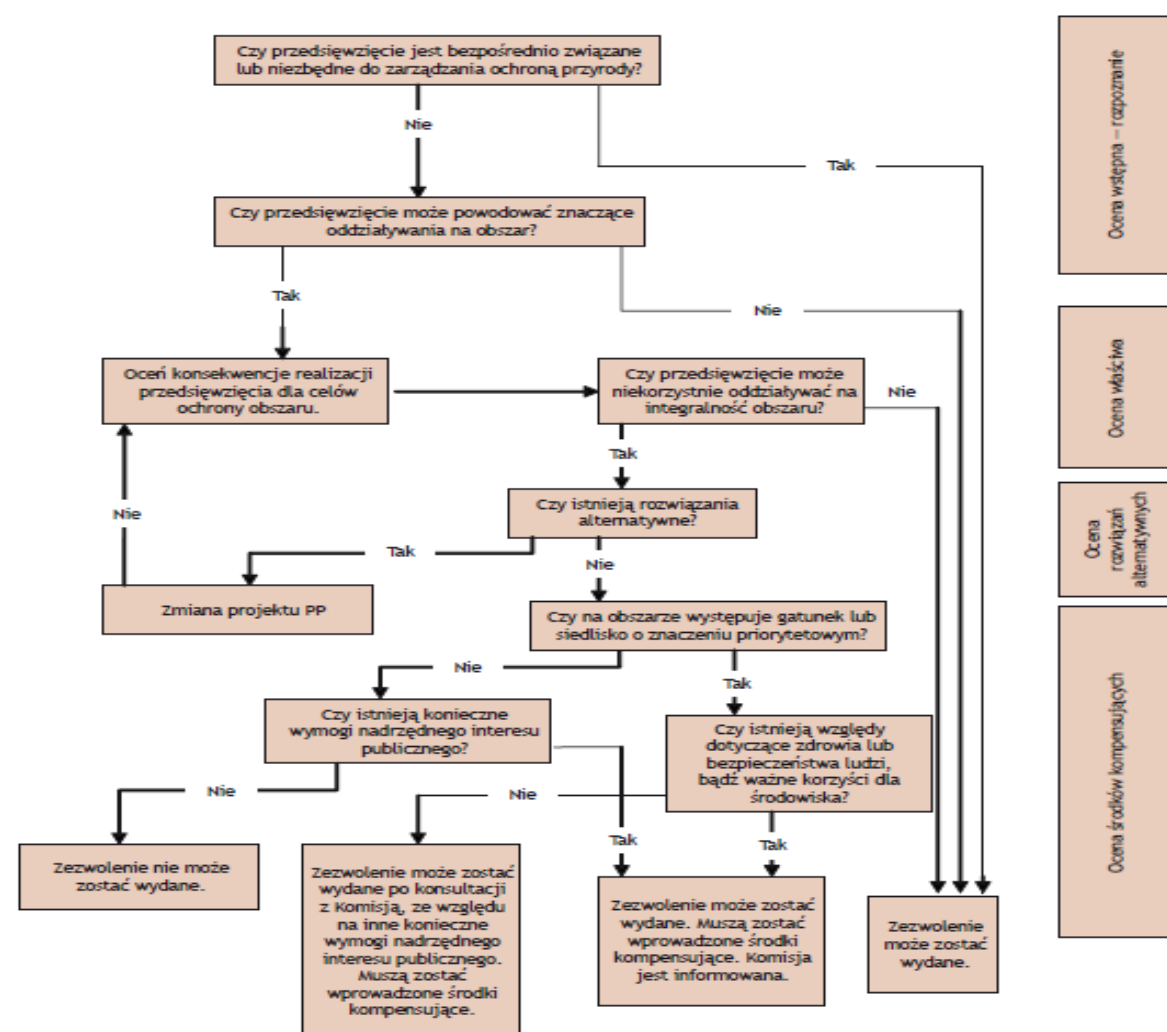 Czy przedsięwzięcie jest bezpośrednio związane
lub niezbędne do zarządzania ochroną przyrody?
Nie
Tak
Czy przedsięwzięcie może powodować znaczące
oddziaływania na obszar?
Tak
Nie
Oceń konsekwencje realizacji
przedsięwzięcia dla celów
ochrony obszaru.
Czy przedsięwzięcie może
niekorzystnie oddziaływać na
integralność obszaru?
Nie
Tak
Czy istnieją rozwiązania
alternatywne?
Nie
Tak
Nie
Zmiana projektu PP
Czy na obszarze występuje gatunek lub
siedlisko o znaczeniu priorytetowym?
Nie
Tak
Czy istnieją konieczne
wymogi nadrzędnego interesu
publicznego?
Czy istnieją względy
dotyczące zdrowia lub
bezpieczeństwa ludzi,
bądź ważne korzyści dla
środowiska?
Nie
Nie
Tak
Tak
Zezwolenie nie może
zostać wydane.
Zezwolenie może zostać
wydane po konsultacji
z Komisją, ze względu
na inne konieczne
wymogi nadrzędnego
interesu publicznego.
Muszą zostać
wprowadzone środki
kompensujące.
Zezwolenie może zostać
wydane. Muszą zostać
wprowadzone środki
kompensujące. Komisja
jest informowana.
Zezwolenie
może zostać
wydane.
Ocena wstępna – rozpoznanie
Ocena właściwa
Ocena
rozwiązań
alternatywnych
Ocena środków kompensujących